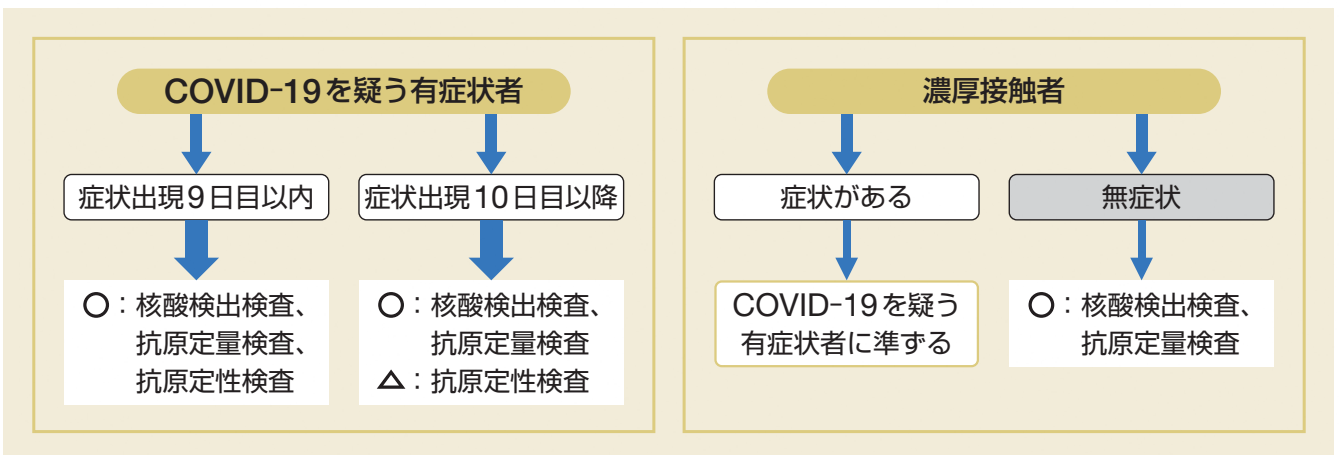 COVID-19を疑う有症状者
症状出現9日目以内
症状出現10日目以降
○：核酸検出検査、
抗原定量検査、
抗原定性検査
○：核酸検出検査、
抗原定量検査
△：抗原定性検査
濃厚接触者
症状がある
無症状
COVID-19を疑う
有症状者に準ずる
○：核酸検出検査、
抗原定量検査